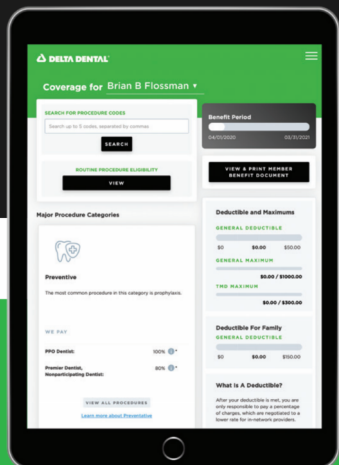 DELTA DENTAL
Coverage for Brian B Flossman
SEARCH FOR PROCEDURE CODES
Search up to 5 codes, separated by commas
SEARCH
ROUTINE PROCEDURE ELIGIBILITY
VIEW
Benefit Period
04/01/2020 03/31/2021
VIEW & PRINT MEMBER
BENEFIT DOCUMENT
Major Procedure Categories
Preventive
The most common procedure in this category is prophylaxis.
WE PAY
PPO Dentist: 100%
Premier Dentist,
Nonparticipating Dentist: 80%
VIEW ALL PROCEDURES
Learn more about Preventative
Deductible and Maximums
GENERAL DEDUCTIBLE
$0 $0.00 $50.00
GENERAL MAXIMUM
$0.00 / $1000.00
TMD MAXIMUM
$0.00 / $300.00
Deductible For Family
GENERAL DEDUCTIBLE
$0 $0.00 $150.00
What is A Deductible?
After your deductible is met, you are
only responsible to pay a percentage
of charges, which are negotiated to a
lower rate for in-network providers.